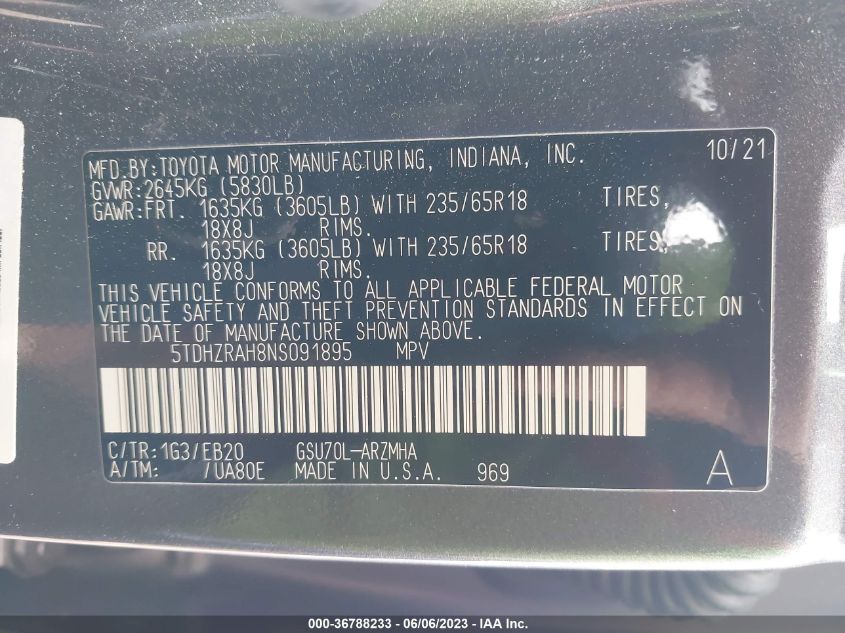 MFD.BY:TOYOTA MOTOR MANUFACTURING, INDIANA, INC. 10/21
GVWR:2645KG (5830LB)
GAWR:FRT. 1635KG (3605LB) WITH 235/65R18 TIRES,
18X8J RIMS.
RR. 1635KG (3605LB) WITH 235/65R18 TIRES,
18X8J RIMS.
THIS VEHICLE CONFORMS TO ALL APPLICABLE FEDERAL MOTOR
VEHICLE SAFETY AND THEFT PREVENTION STANDARDS IN EFFECT ON
THE DATE OF MANUFACTURE SHOWN ABOVE.
5TDHZRAH8NS091895 MPV
C/TR:1G3/EB20 GSU70L-ARZMHA
A/TM: /UA80E MADE IN U.S.A. 969 A
000-36788233 - 06/06/2023 - IAA Inc.